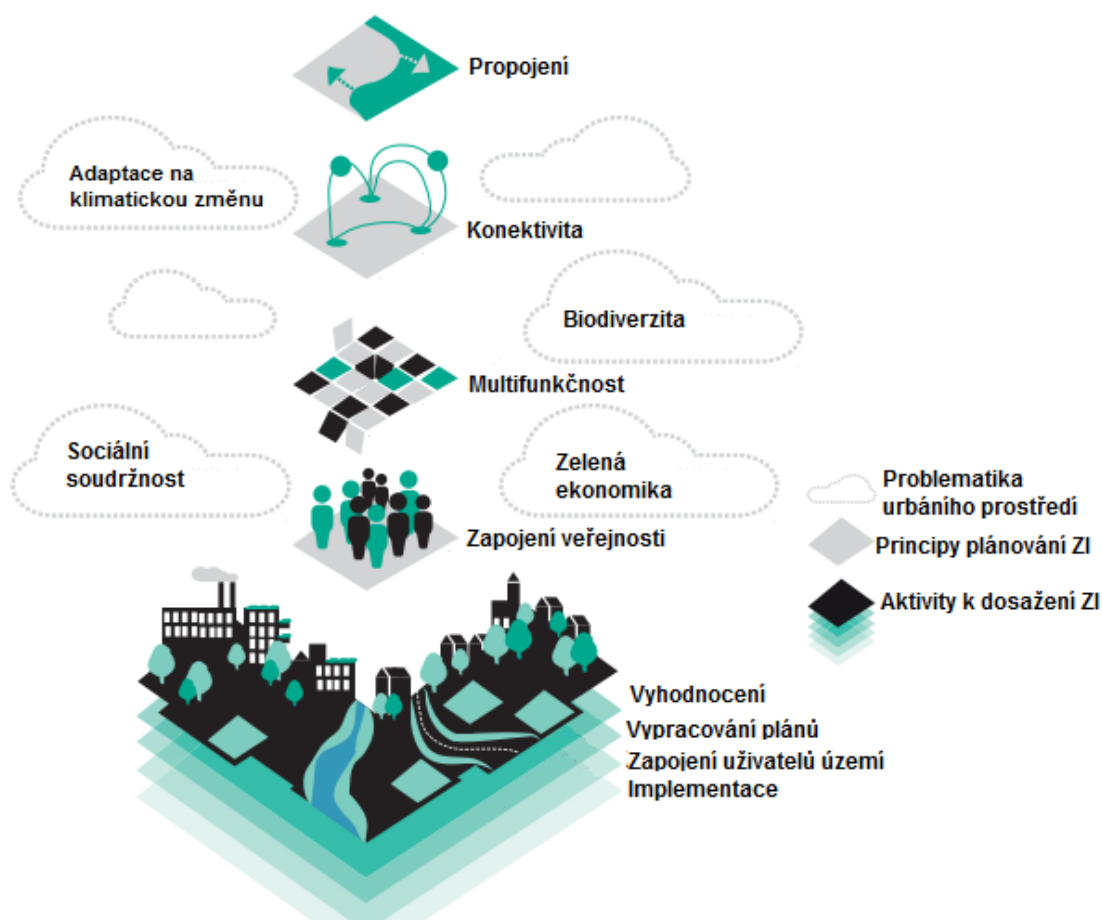 Propojení
Adaptace na
klimatickou změnu
Konektivita
Biodiverzita
Multifunkčnost
Sociální
soudržnost
Zelená
ekonomika
Zapojení veřejnosti
Problematika
urbáního prostředí
Principy plánování ZI
Aktivity k dosažení ZI
Vyhodnocení
Vypracování plánů
Zapojení uživatelů území
Implementace